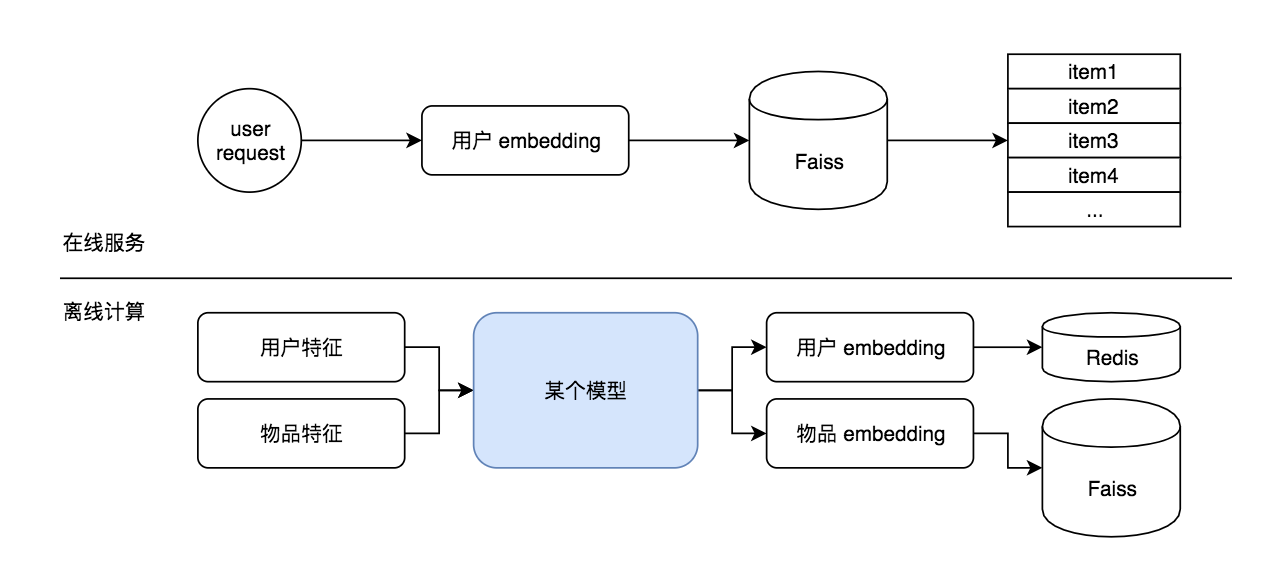 user
request
用户 embedding
Faiss
item1
item2
item3
item4
...
在线服务
离线计算
用户特征
物品特征
某个模型
用户 embedding
物品 embedding
Redis
Faiss